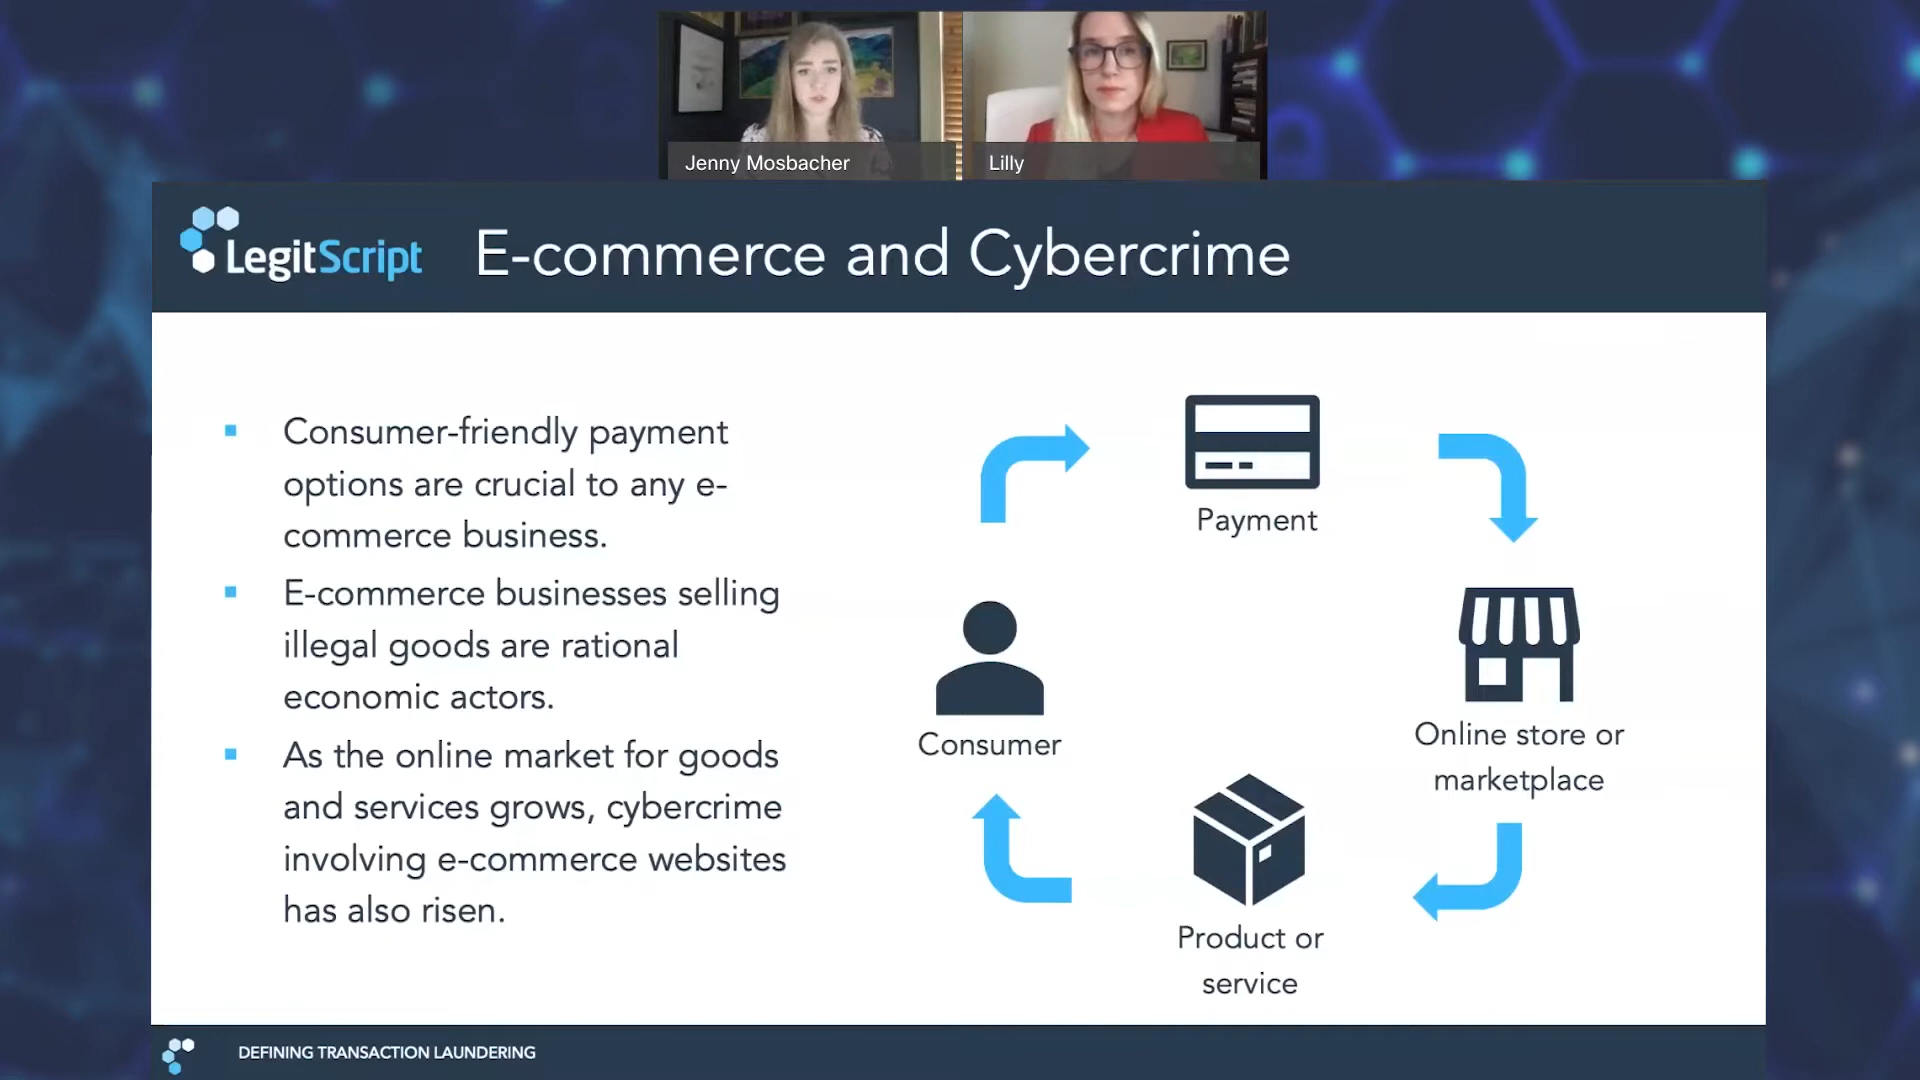 Jenny Mosbacher
Lilly
LegitScript
E-commerce and Cybercrime
Consumer-friendly payment
options are crucial to any e-
commerce business.
E-commerce businesses selling
illegal goods are rational
economic actors.
As the online market for goods
and services grows, cybercrime
involving e-commerce websites
has also risen.
Payment
Online store or
marketplace
Product or
service
Consumer
DEFINING TRANSACTION LAUNDERING